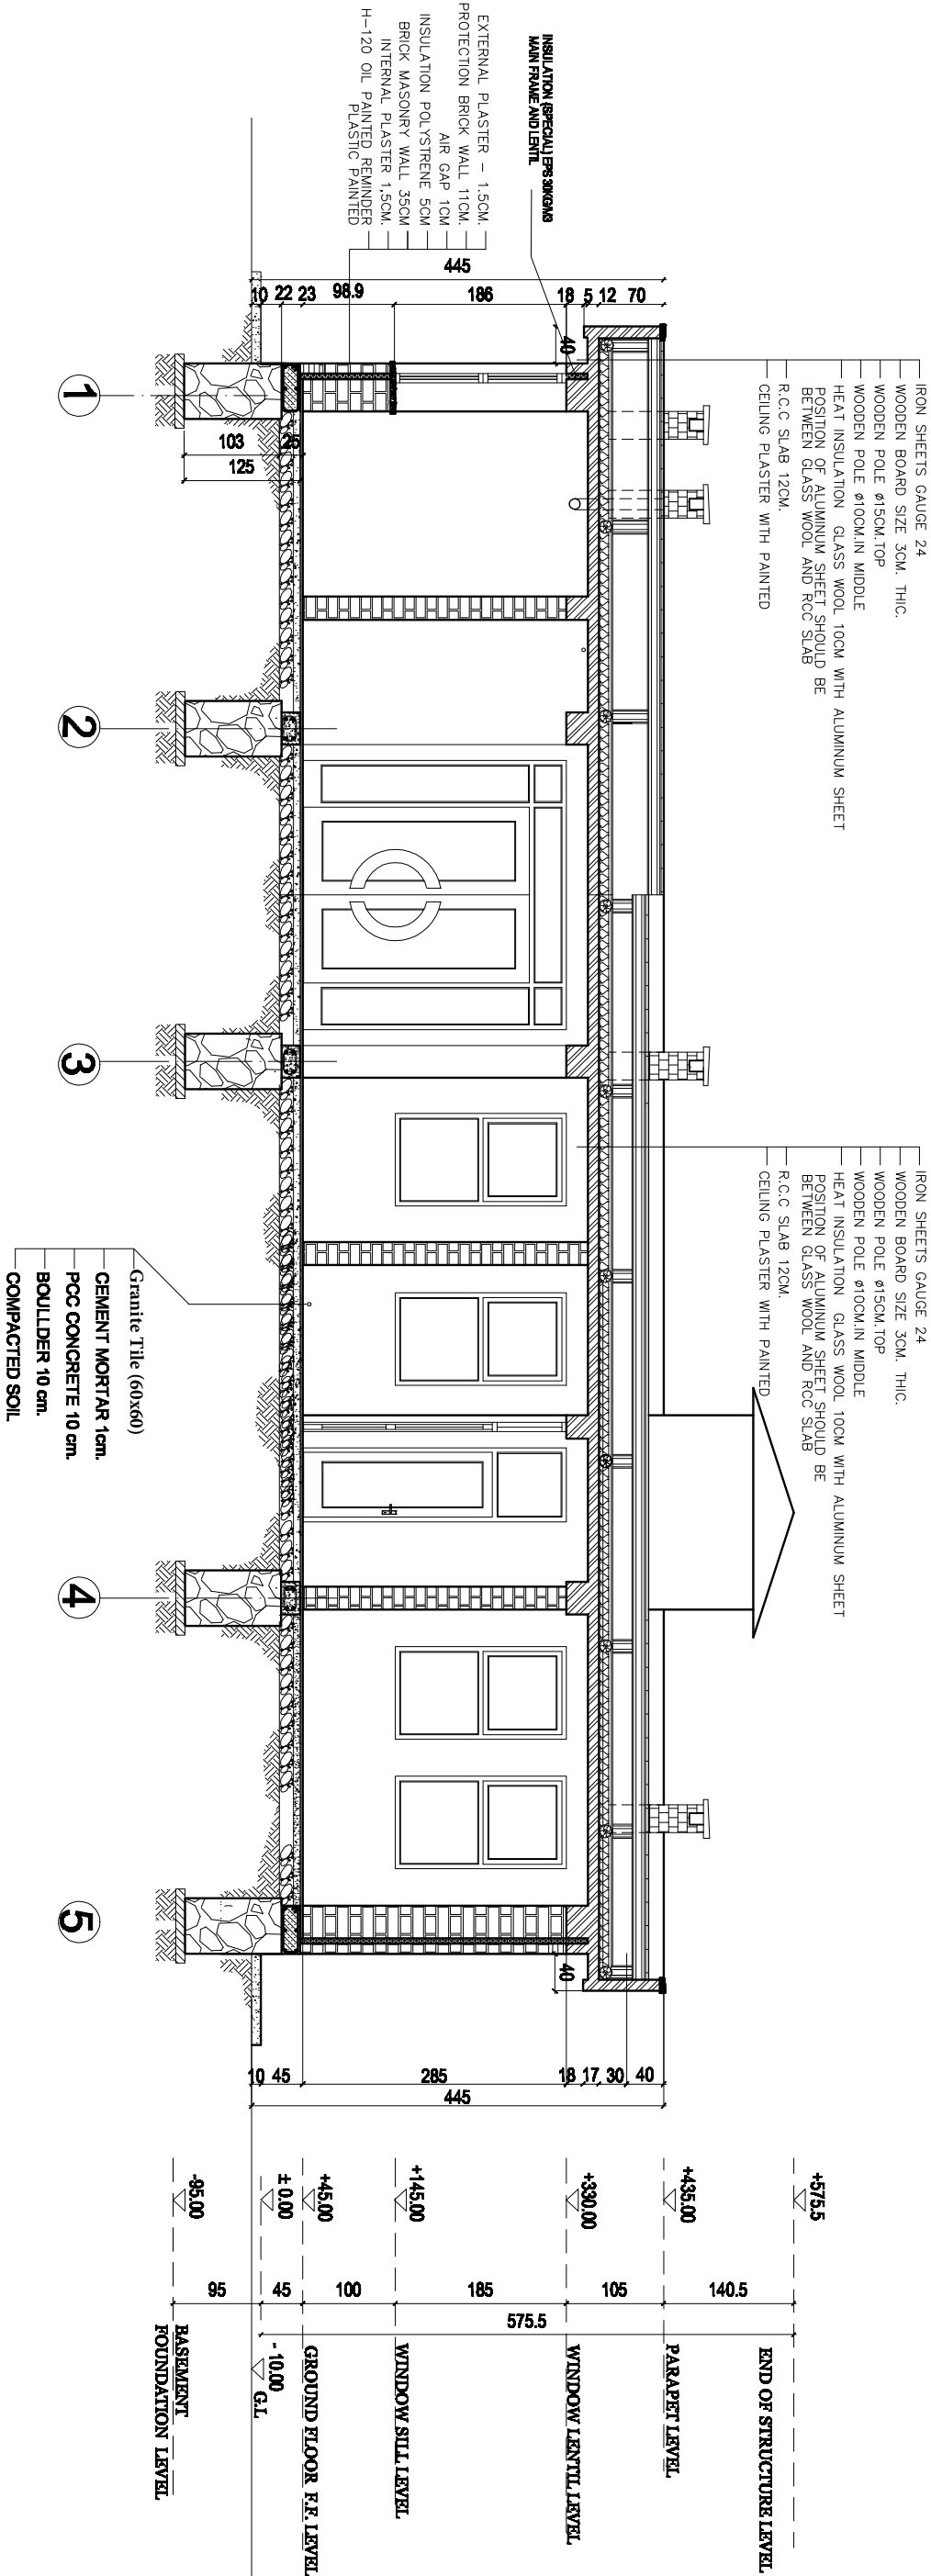 IRON SHEETS GAUGE 24
WOODEN BOARD SIZE 3CM. THIC.
WOODEN POLE ø15CM.TOP
WOODEN POLE ø10CM.IN MIDDLE
HEAT INSULATION GLASS WOOL 10CM WITH ALUMINUM SHEET
POSITION OF ALUMINUM SHEET SHOULD BE
BETWEEN GLASS WOOL AND RCC SLAB
R.C.C SLAB 12CM.
CEILING PLASTER WITH PAINTED
IRON SHEETS GAUGE 24
WOODEN BOARD SIZE 3CM. THIC.
WOODEN POLE ø15CM.TOP
WOODEN POLE ø10CM.IN MIDDLE
HEAT INSULATION GLASS WOOL 10CM WITH ALUMINUM SHEET
POSITION OF ALUMINUM SHEET SHOULD BE
BETWEEN GLASS WOOL AND RCC SLAB
R.C.C SLAB 12CM.
CEILING PLASTER WITH PAINTED
INSULATION (SPECIAL) EPS 30KG/M3
MAIN FRAME AND LENTIL
EXTERNAL PLASTER - 1.5CM.
PROTECTION BRICK WALL 11CM.
AIR GAP 1CM
INSULATION POLYSTRENE 5CM
BRICK MASONRY WALL 35CM
INTERNAL PLASTER 1,5CM.
H-120 OIL PAINTED REMINDER
PLASTIC PAINTED
445
70
12
5
18
186
98.9
23
22
10
40
103
25
125
40
40
30
17
18
285
45
10
445
+575.5
+435.00
+330.00
+145.00
+45.00
± 0.00
-95.00
140.5
105
185
100
45
95
575.5
END OF STRUCTURE LEVEL
PARAPET LEVEL
WINDOW LENTIL LEVEL
WINDOW SILL LEVEL
GROUND FLOOR F.F. LEVEL
- 10.00
G.L
BASEMENT
FOUNDATION LEVEL
Granite Tile (60x60)
CEMENT MORTAR 1cm.
PCC CONCRETE 10 cm.
BOULLDER 10 cm.
COMPACTED SOIL
1
2
3
4
5